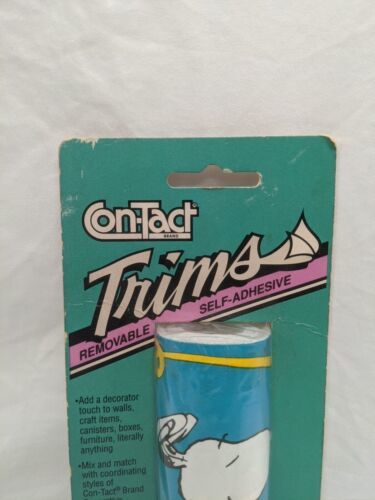 Con-Tact®
BRAND
Trims
REMOVABLE SELF-ADHESIVE
•Add a decorator
touch to walls,
craft items,
canisters, boxes,
furniture, literally
anything
•Mix and match
with coordinating
styles of
Con-Tact® Brand